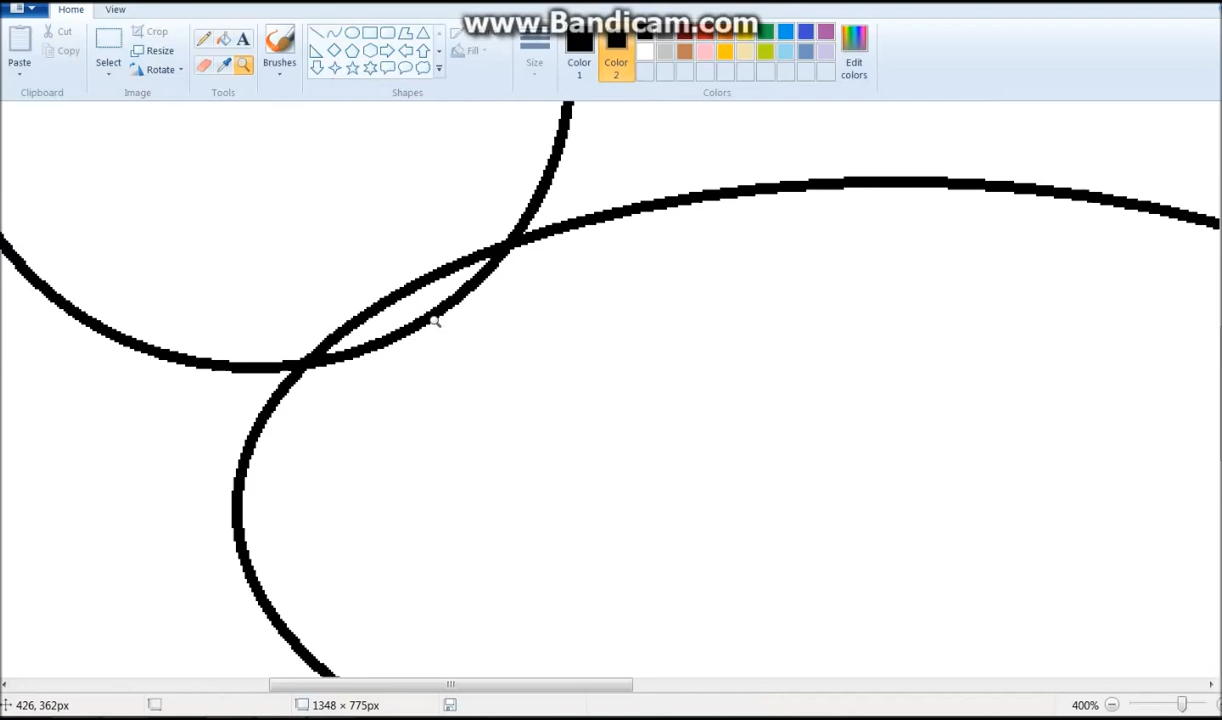 Home View
www.Bandicam.com
Paste
Cut
Copy
Clipboard
Select
Crop
Resize
Rotate
Image
A
Tools
Brushes
Shapes
Fill
Size
Color 1
Color 2
Edit colors
Colors
426, 362px
1348 × 775px
400%